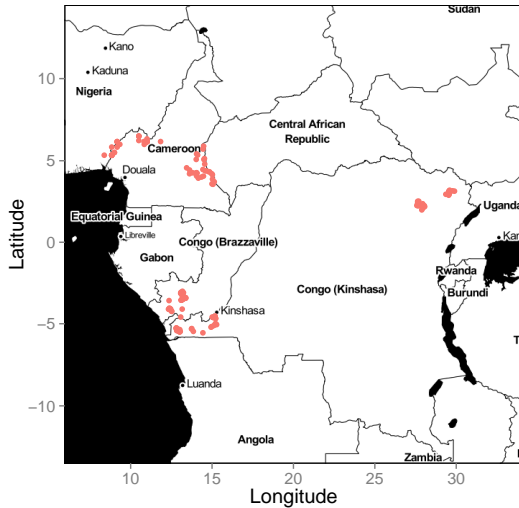 Sudan
Kano
10
Kaduna
Nigeria
Central African
Republic
Cameroon
5
Douala
Uganda
Equatorial Guinea
Libreville
Congo (Brazzaville)
Kam
0
Gabon
Rwanda
Congo (Kinshasa)
Burundi
Kinshasa
−5
T
Luanda
−10
Angola
Zambia
Latitude
10
15
20
25
30
Longitude